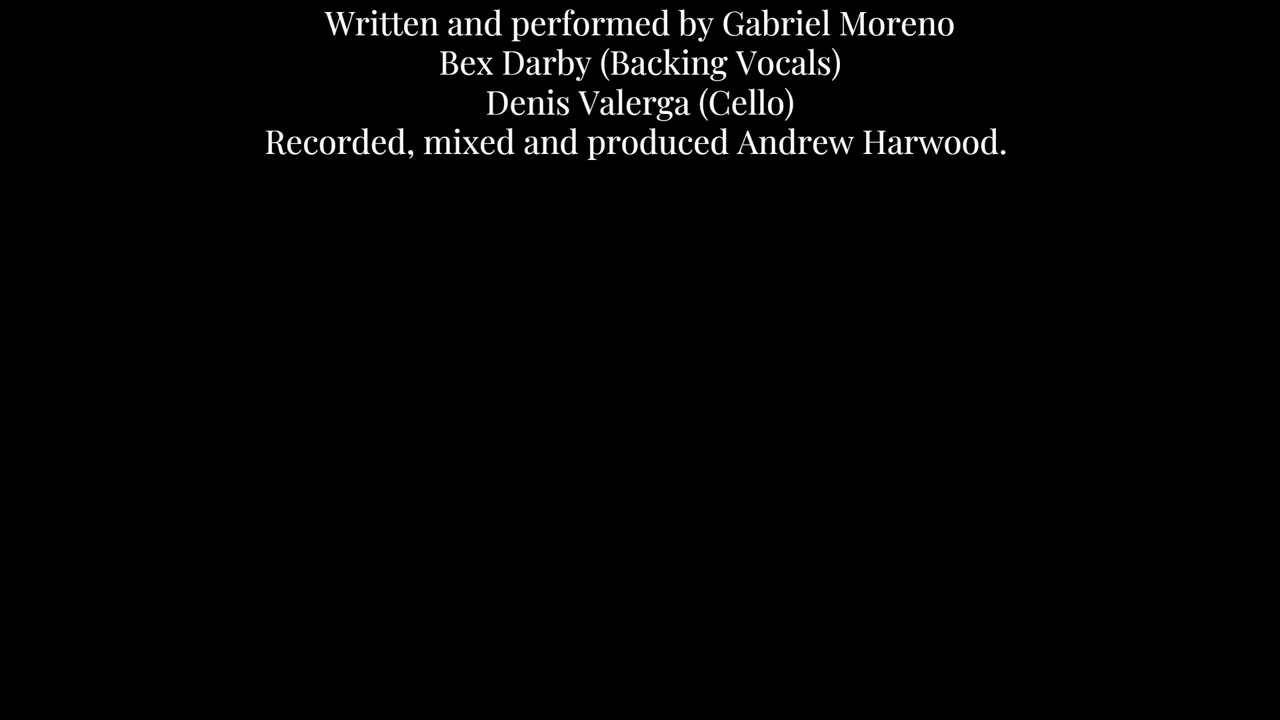 Written and performed by Gabriel Moreno
Bex Darby (Backing Vocals)
Denis Valerga (Cello)
Recorded, mixed and produced Andrew Harwood.